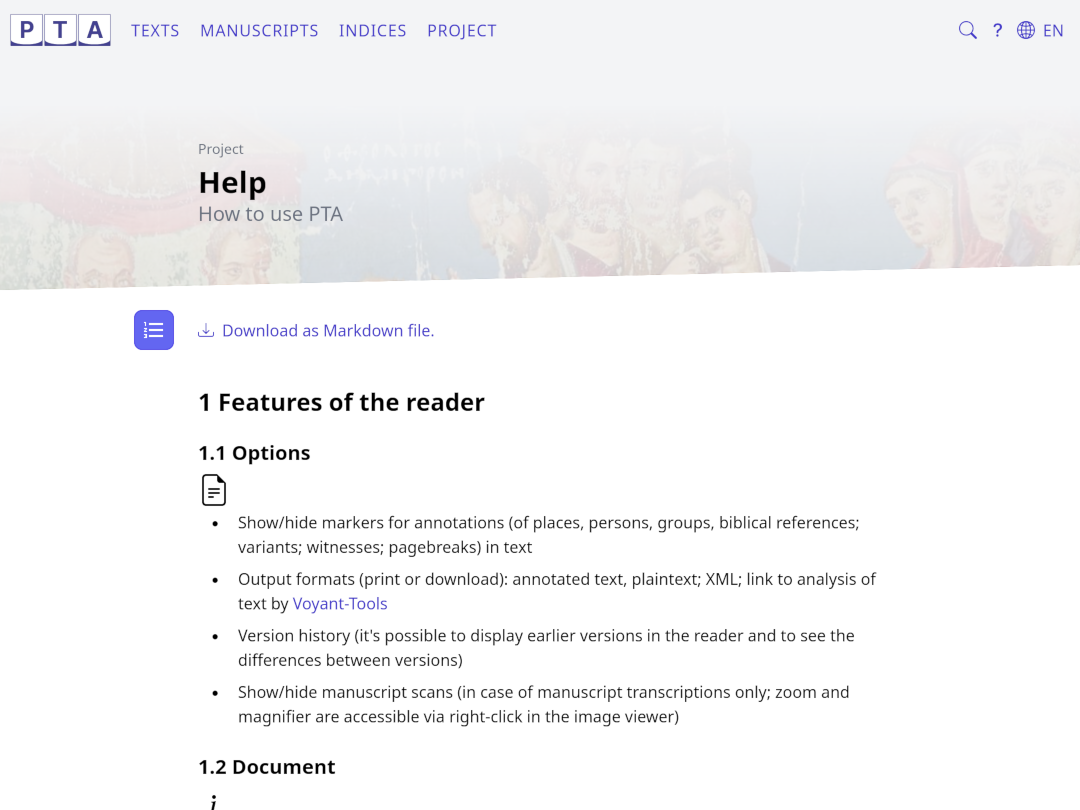 PTA TEXTS MANUSCRIPTS INDICES PROJECT ? EN
Project
Help
How to use PTA
Download as Markdown file.
1 Features of the reader
1.1 Options
• Show/hide markers for annotations (of places, persons, groups, biblical references;
variants; witnesses; pagebreaks) in text
• Output formats (print or download): annotated text, plaintext; XML; link to analysis of
text by Voyant-Tools
• Version history (it's possible to display earlier versions in the reader and to see the
differences between versions)
• Show/hide manuscript scans (in case of manuscript transcriptions only; zoom and
magnifier are accessible via right-click in the image viewer)
1.2 Document
i